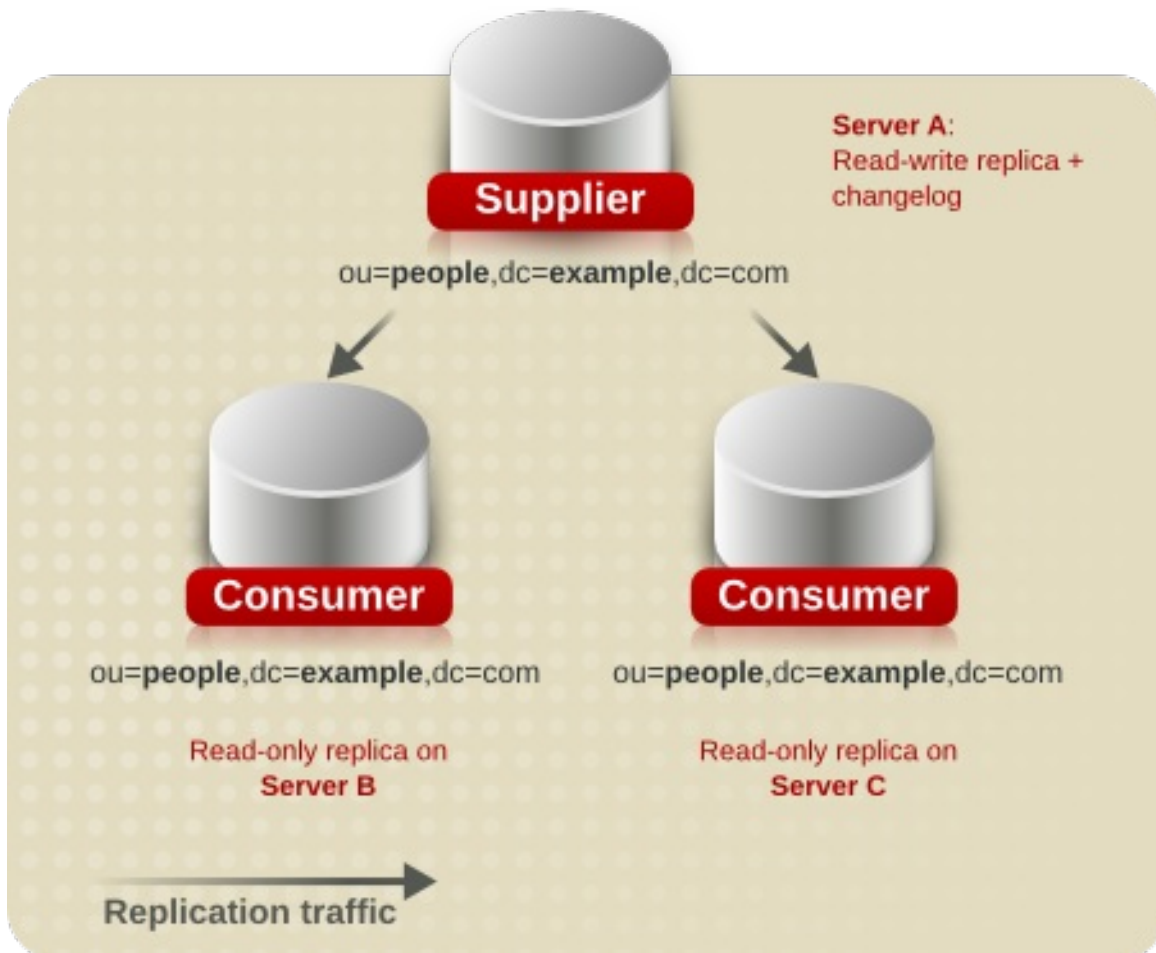 Supplier
Server A:
Read-write replica +
changelog
ou=people,dc=example,dc=com
Consumer
Consumer
ou=people,dc=example,dc=com
ou=people,dc=example,dc=com
Read-only replica on
Server B
Read-only replica on
Server C
Replication traffic